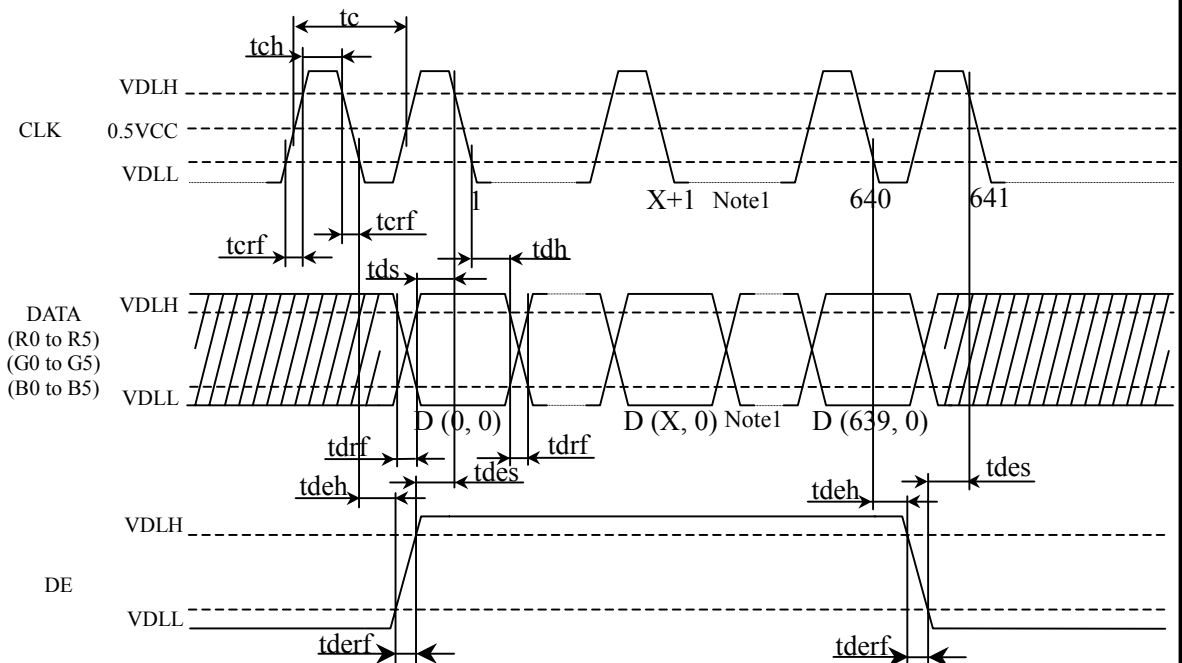 tc
tch
VDLH
CLK
0.5VCC
VDLL
1
X+1
Note1
640
641
tcrf
tcrf
tdh
tds
VDLH
DATA
(R0 to R5)
(G0 to G5)
(B0 to B5)
VDLL
D (0, 0)
D (X, 0)
Note1
D (639, 0)
tdrf
tdrf
tdeh
tdes
tdeh
tdes
VDLH
DE
VDLL
tderf
tderf